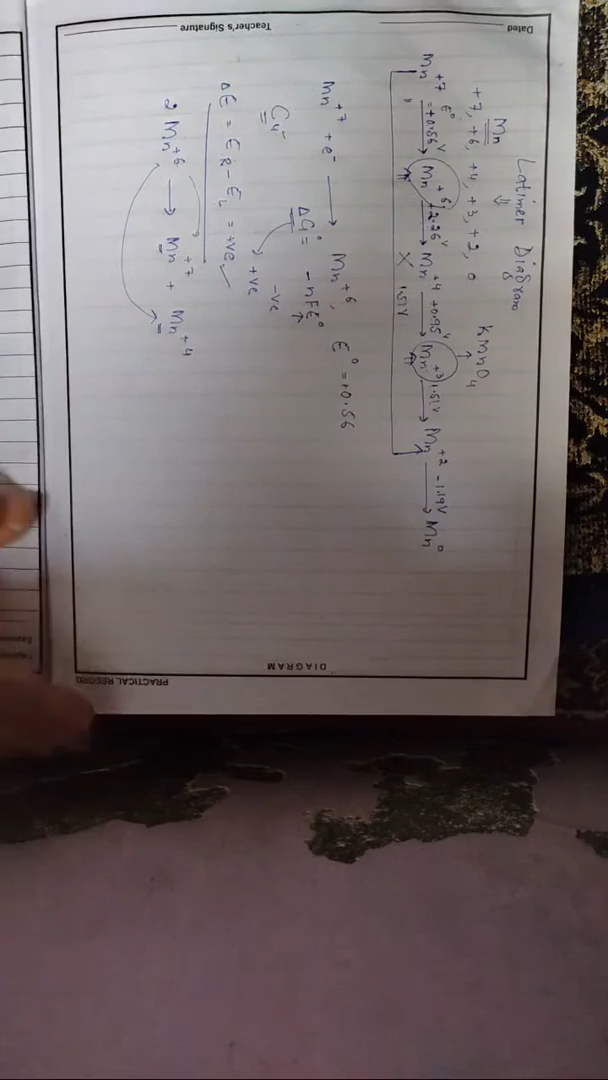 Latimer Diagram
⇓
Mn KMnO4
+7, +6, +4, +3, +2, 0
Mn+7 E°=+0.56V → Mn+6 +2.26V → Mn+4 +0.95V → Mn+3 1.51V → Mn+2 -1.19V → Mn0
X 1.51V
Mn+7 + e- → Mn+6, E° = +0.56
ΔG° = -nFE°
-ve
+ve
ΔE = ER - EL = +ve ✓
2 Mn+6 → Mn+7 + Mn+4
Dated
Teacher's Signature
DIAGRAM
PRACTICAL RECORD